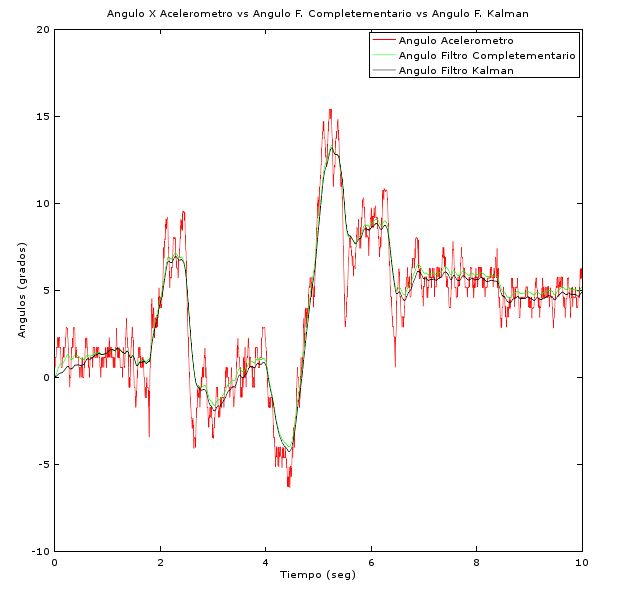 Angulo X Acelerometro vs Angulo F. Completementario vs Angulo F. Kalman
20
Angulo Acelerometro
Angulo Filtro Completementario
Angulo Filtro Kalman
15
10
5
0
-5
-10
Angulos (grados)
0 2 4 6 8 10
Tiempo (seg)